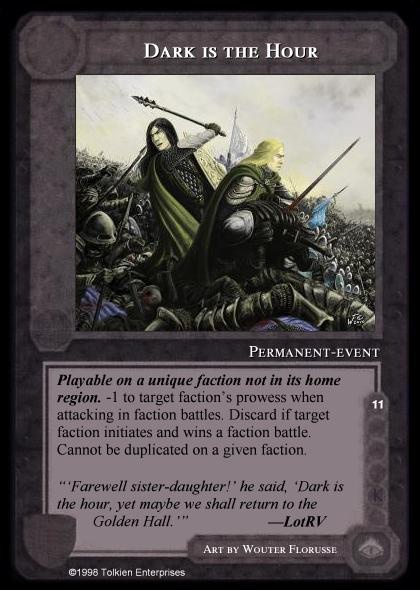 DARK IS THE HOUR
PERMANENT-EVENT
Playable on a unique faction not in its home
region. -1 to target faction's prowess when
attacking in faction battles. Discard if target
faction initiates and wins a faction battle.
Cannot be duplicated on a given faction.
11
"'Farewell sister-daughter!' he said, 'Dark is
the hour, yet maybe we shall return to the
Golden Hall.'" —LotRV
K
ART BY WOUTER FLORUSSE
©1998 Tolkien Enterprises